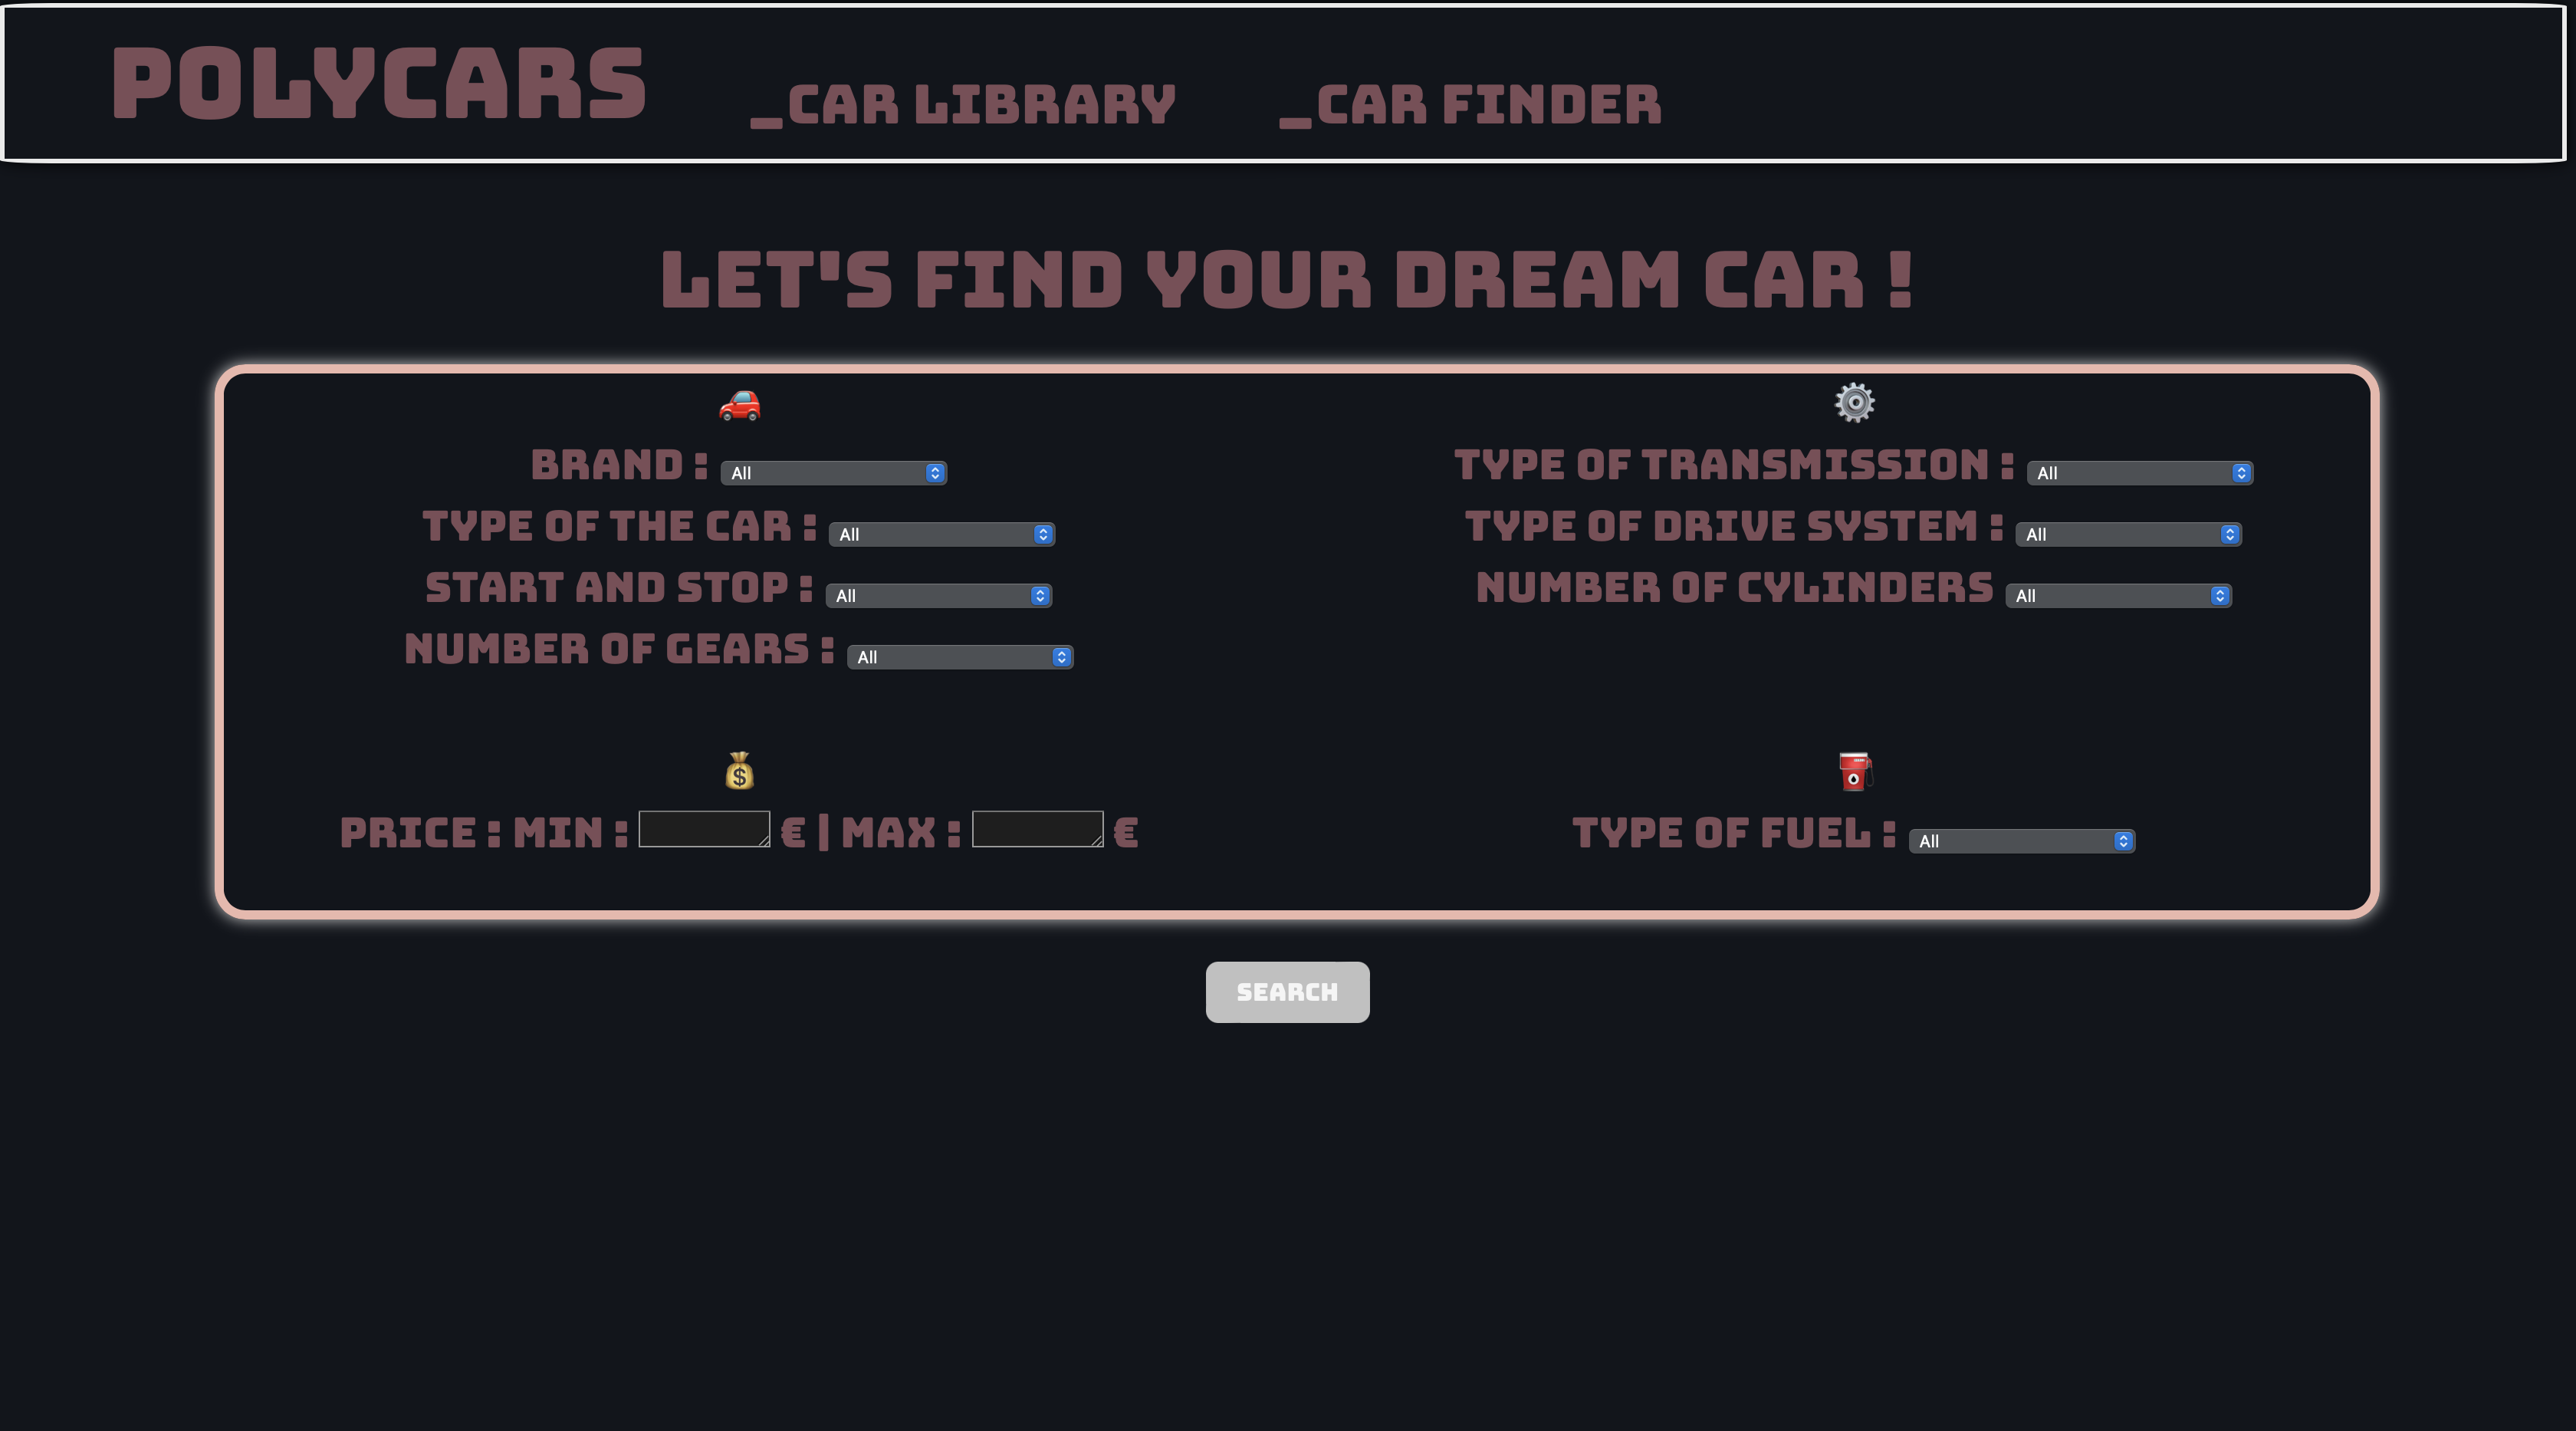 POLYCARS _CAR LIBRARY _CAR FINDER
LET'S FIND YOUR DREAM CAR !
BRAND : All
TYPE OF THE CAR : All
START AND STOP : All
NUMBER OF GEARS : All
TYPE OF TRANSMISSION : All
TYPE OF DRIVE SYSTEM : All
NUMBER OF CYLINDERS All
PRICE : MIN : € | MAX : €
TYPE OF FUEL : All
SEARCH